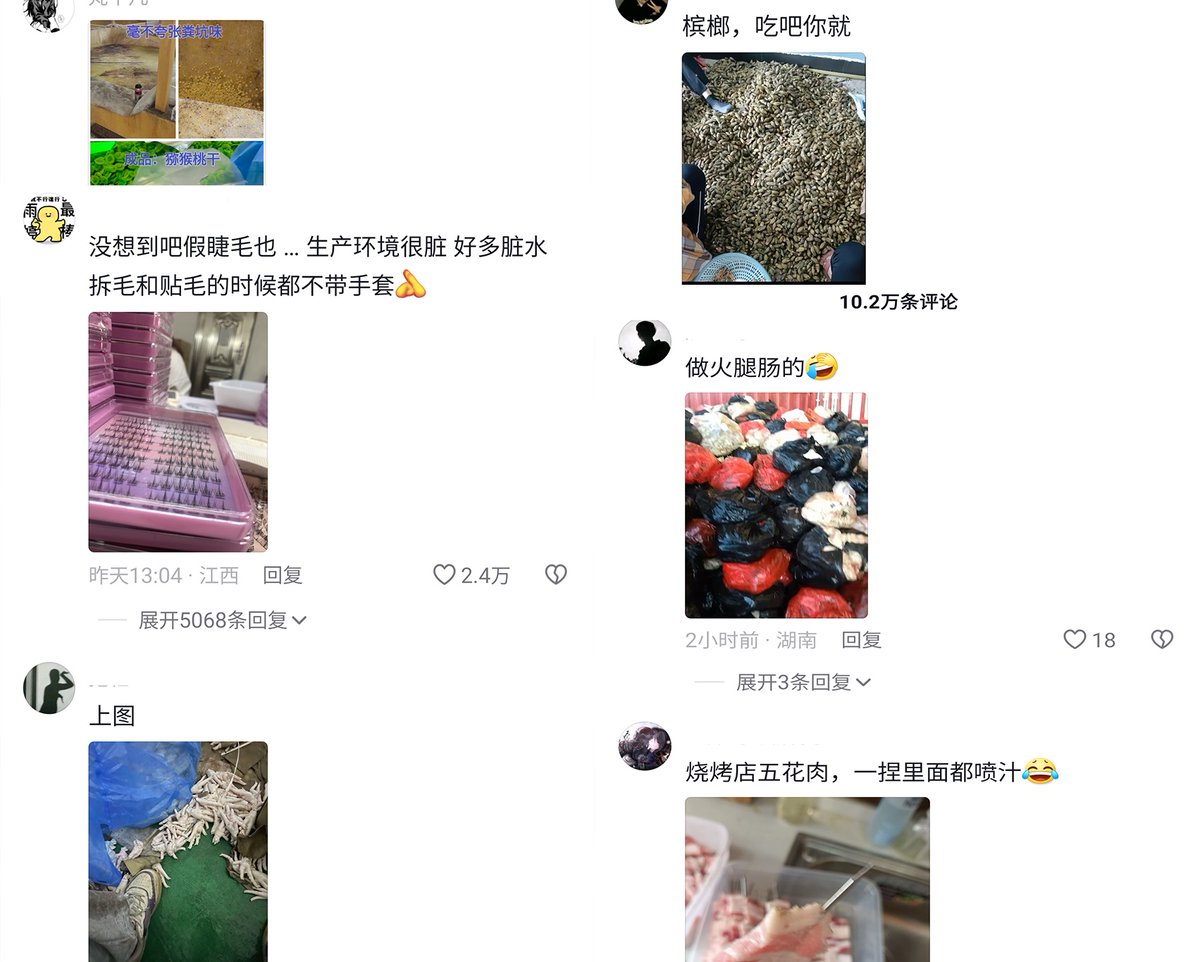 毫不夸张粪坑味
成品：猕猴桃干
没想到吧假睫毛也 ... 生产环境很脏 好多脏水
拆毛和贴毛的时候都不带手套
昨天13:04 · 江西 回复 2.4万
展开5068条回复
上图
槟榔，吃吧你就
10.2万条评论
做火腿肠的🤣
2小时前 · 湖南 回复 18
展开3条回复
烧烤店五花肉，一捏里面都喷汁😂